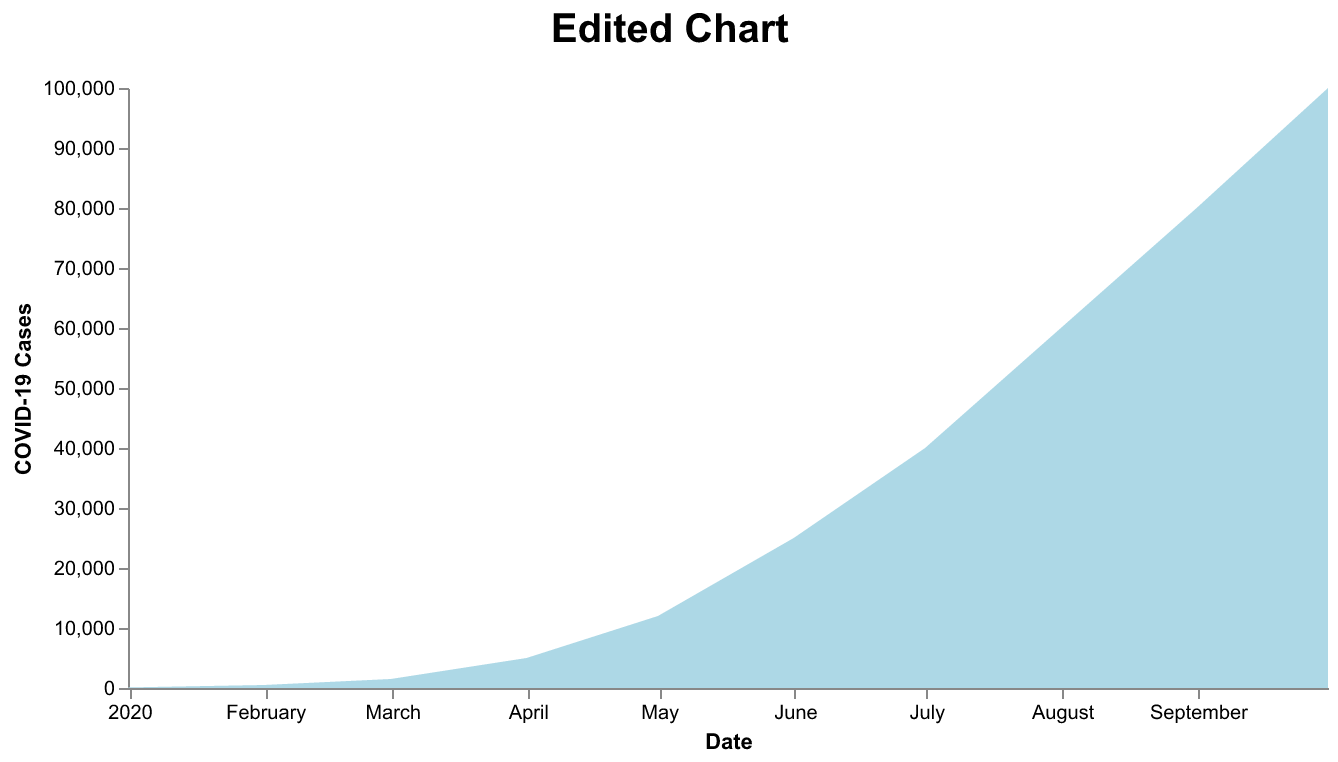 Edited Chart
100,000
90,000
80,000
70,000
60,000
50,000
40,000
30,000
20,000
10,000
0
COVID-19 Cases
2020 February March April May June July August September
Date